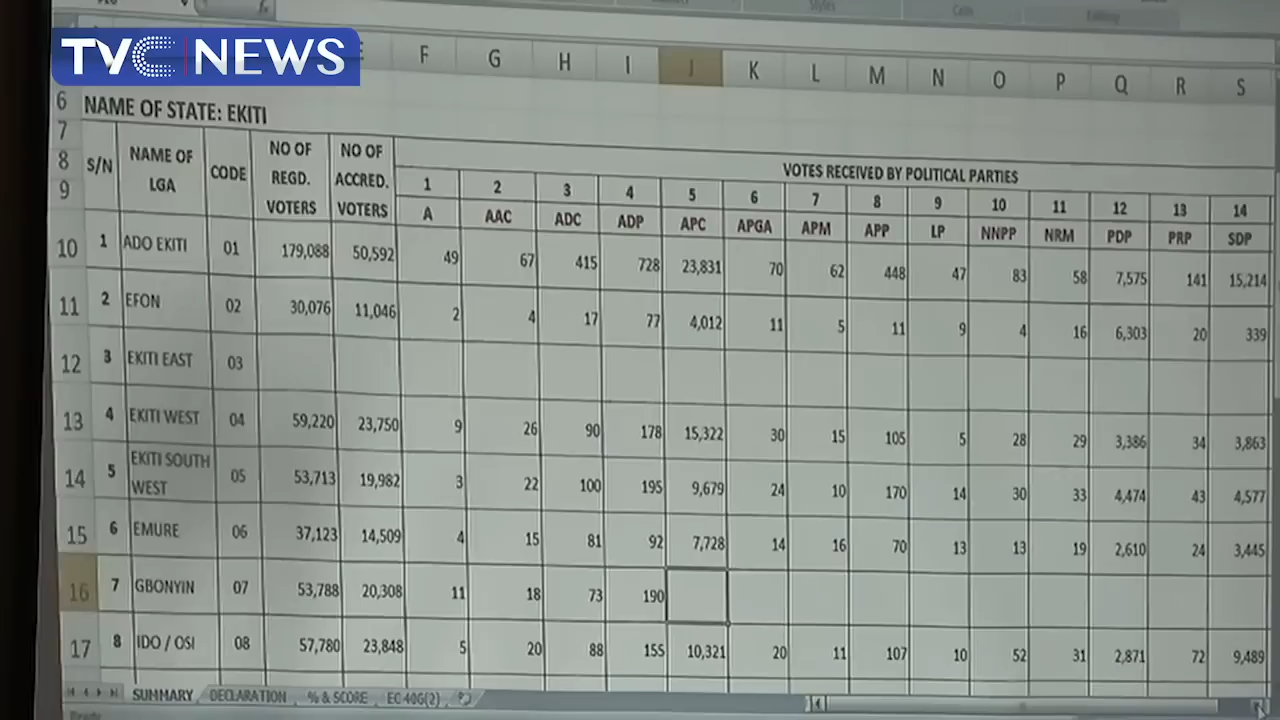 TVC NEWS
F G H I J K L M N O P Q R S
6 NAME OF STATE: EKITI
7
8 S/N NAME OF LGA CODE NO OF REGD. VOTERS NO OF ACCRED. VOTERS VOTES RECEIVED BY POLITICAL PARTIES
9 1 2 3 4 5 6 7 8 9 10 11 12 13 14
A AAC ADC ADP APC APGA APM APP LP NNPP NRM PDP PRP SDP
10 1 ADO EKITI 01 179,088 50,592 49 67 415 728 23,831 70 62 448 47 83 58 7,575 141 15,214
11 2 EFON 02 30,076 11,046 2 4 17 77 4,012 11 5 11 9 4 16 6,303 20 339
12 3 EKITI EAST 03
13 4 EKITI WEST 04 59,220 23,750 9 26 90 178 15,322 30 15 105 5 28 29 3,386 34 3,863
14 5 EKITI SOUTH WEST 05 53,713 19,982 3 22 100 195 9,679 24 10 170 14 30 33 4,474 43 4,577
15 6 EMURE 06 37,123 14,509 4 15 81 92 7,728 14 16 70 13 13 19 2,610 24 3,445
16 7 GBONYIN 07 53,788 20,308 11 18 73 190
17 8 IDO / OSI 08 57,780 23,848 5 20 88 155 10,321 20 11 107 10 52 31 2,871 72 9,489
SUMMARY DECLARATION % & SCORE EC 40G(2)